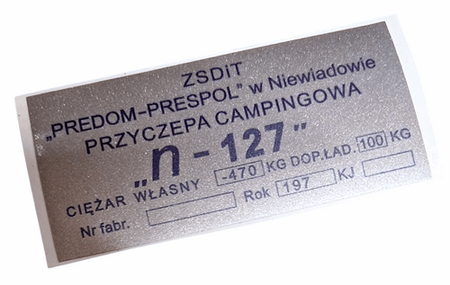 ZSDiT
„PREDOM–PRESPOL” w Niewiadowie
PRZYCZEPA CAMPINGOWA
„n - 127”
CIĘŻAR WŁASNY -470 KG DOP.ŁAD. 100 KG
Nr fabr. Rok 197 KJ